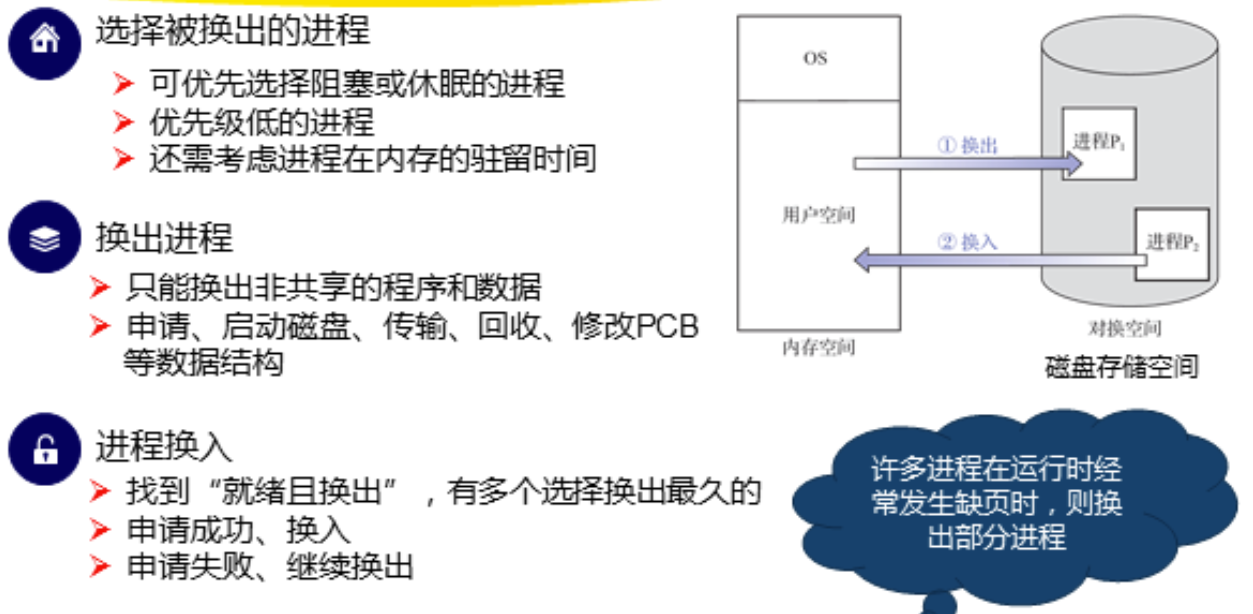 选择被换出的进程
可优先选择阻塞或休眠的进程
优先级低的进程
还需考虑进程在内存的驻留时间
换出进程
只能换出非共享的程序和数据
申请、启动磁盘、传输、回收、修改PCB
等数据结构
进程换入
找到“就绪且换出”，有多个选择换出最久的
申请成功、换入
申请失败、继续换出
OS
① 换出
进程P₁
用户空间
② 换入
进程P₂
内存空间
对换空间
磁盘存储空间
许多进程在运行时经
常发生缺页时，则换
出部分进程